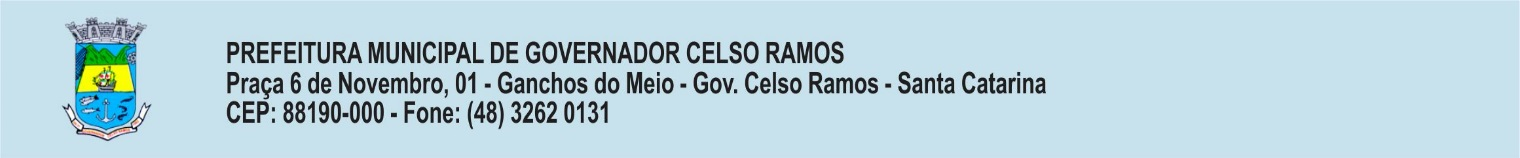 PREFEITURA MUNICIPAL DE GOVERNADOR CELSO RAMOS
Praça 6 de Novembro, 01 - Ganchos do Meio - Gov. Celso Ramos - Santa Catarina
CEP: 88190-000 - Fone: (48) 3262 0131